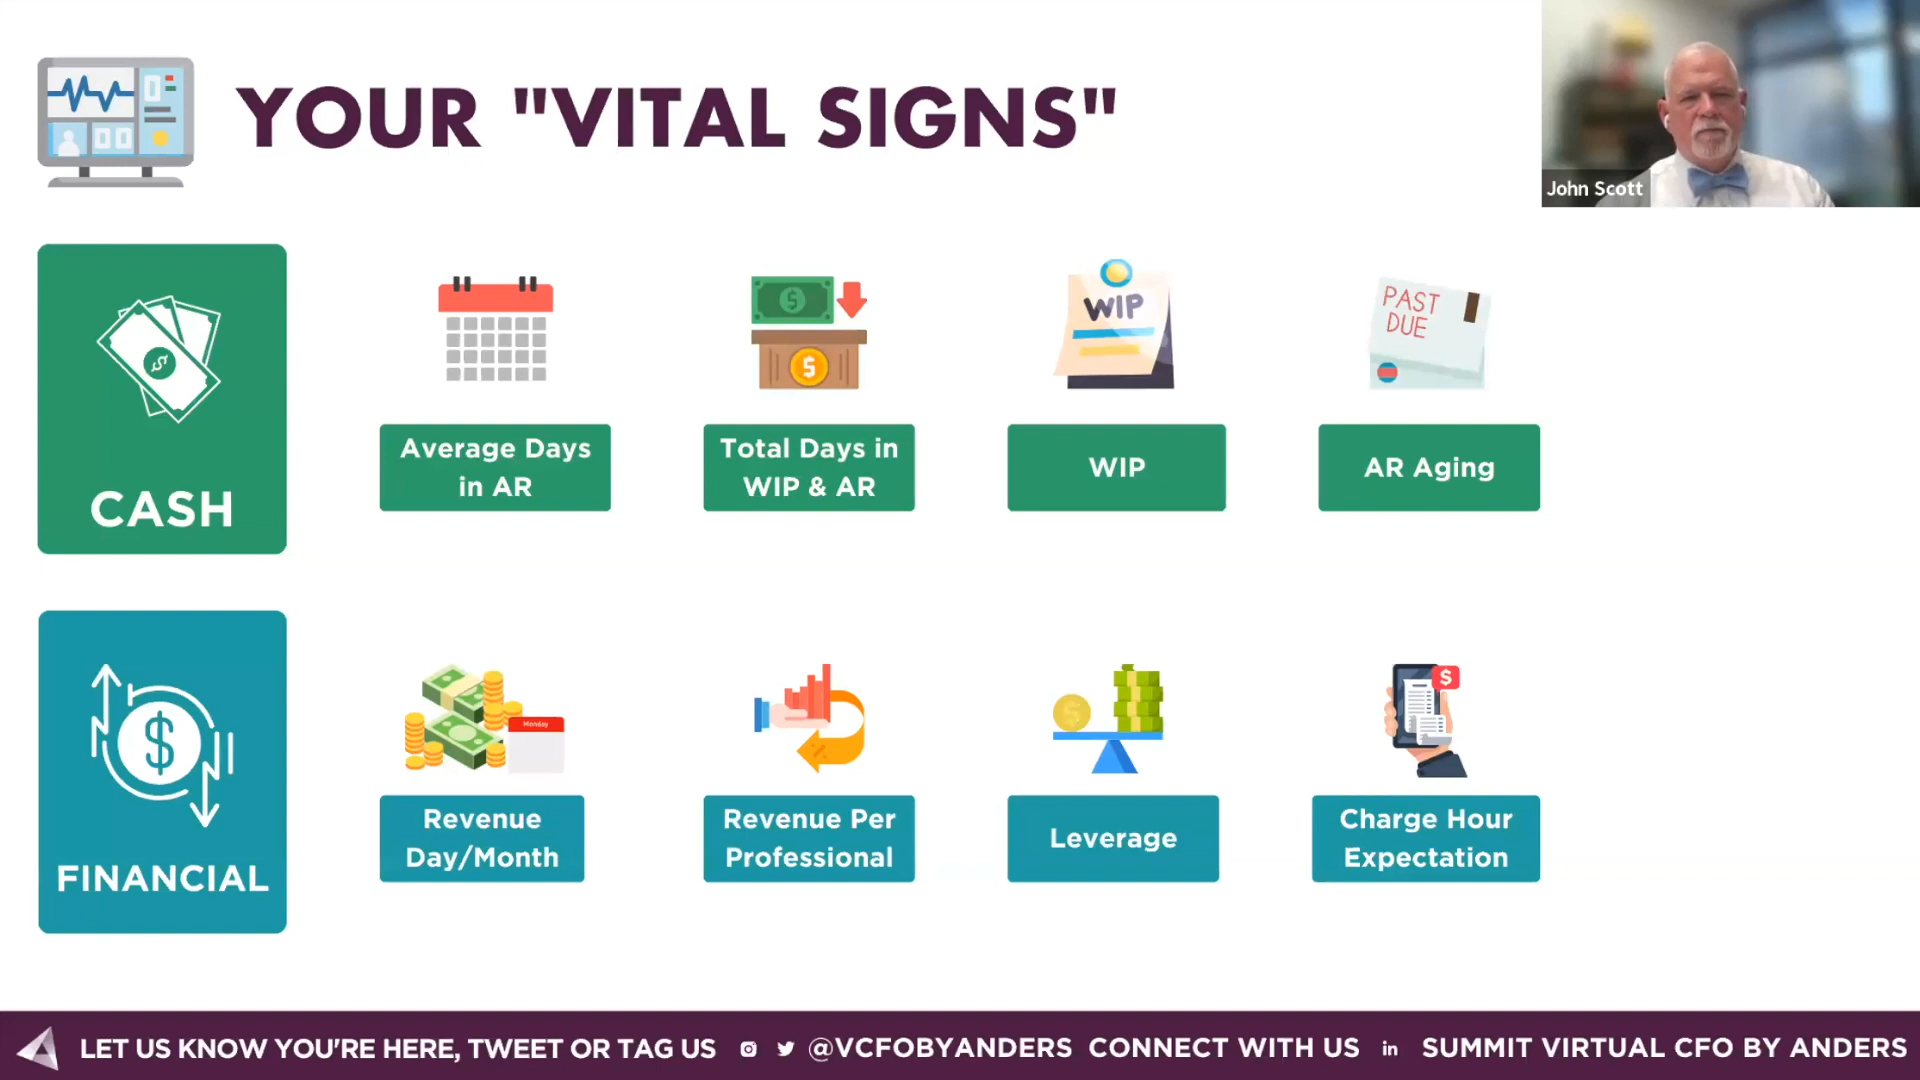 YOUR "VITAL SIGNS"
John Scott
CASH
WIP
PAST
DUE
Average Days
in AR
Total Days in
WIP & AR
WIP
AR Aging
FINANCIAL
Monday
$
Revenue
Day/Month
Revenue Per
Professional
Leverage
Charge Hour
Expectation
LET US KNOW YOU'RE HERE, TWEET OR TAG US @VCFOBYANDERS CONNECT WITH US in SUMMIT VIRTUAL CFO BY ANDERS